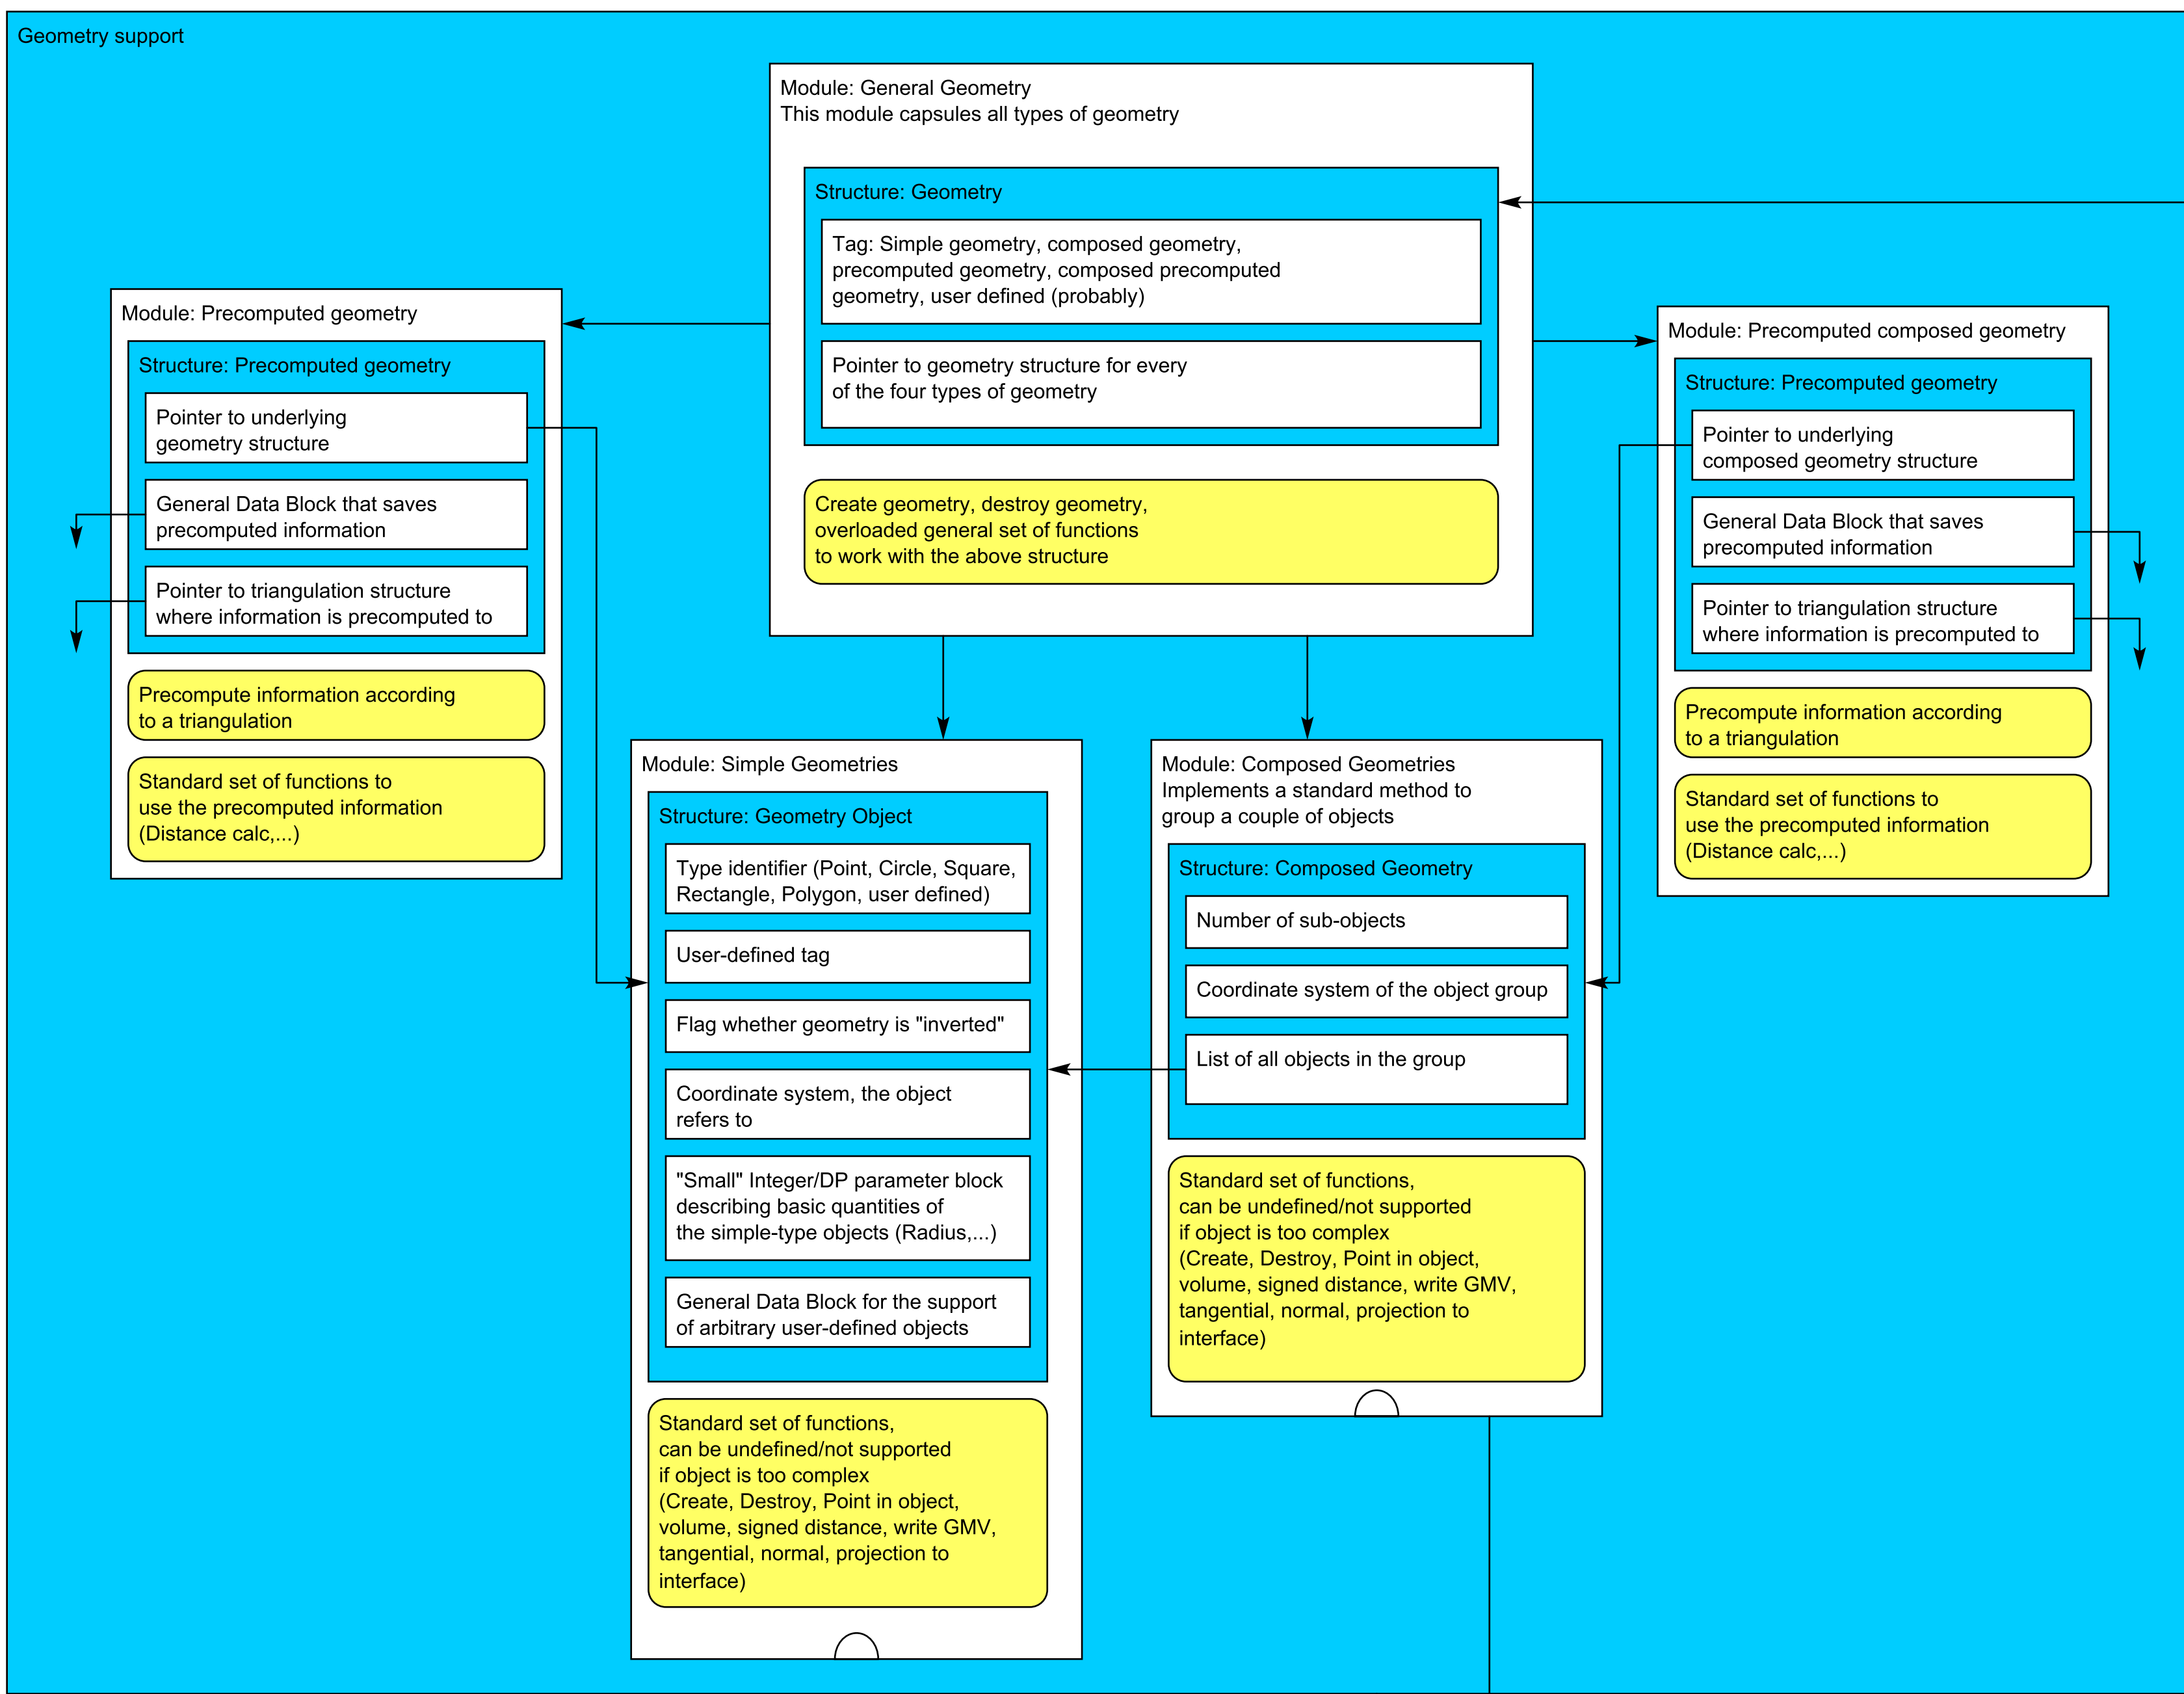 Geometry support
Module: General Geometry
This module capsules all types of geometry
Structure: Geometry
Tag: Simple geometry, composed geometry,
precomputed geometry, composed precomputed
geometry, user defined (probably)
Pointer to geometry structure for every
of the four types of geometry
Create geometry, destroy geometry,
overloaded general set of functions
to work with the above structure
Module: Precomputed geometry
Structure: Precomputed geometry
Pointer to underlying
geometry structure
General Data Block that saves
precomputed information
Pointer to triangulation structure
where information is precomputed to
Precompute information according
to a triangulation
Standard set of functions to
use the precomputed information
(Distance calc,...)
Module: Precomputed composed geometry
Structure: Precomputed geometry
Pointer to underlying
composed geometry structure
General Data Block that saves
precomputed information
Pointer to triangulation structure
where information is precomputed to
Precompute information according
to a triangulation
Standard set of functions to
use the precomputed information
(Distance calc,...)
Module: Simple Geometries
Structure: Geometry Object
Type identifier (Point, Circle, Square,
Rectangle, Polygon, user defined)
User-defined tag
Flag whether geometry is "inverted"
Coordinate system, the object
refers to
"Small" Integer/DP parameter block
describing basic quantities of
the simple-type objects (Radius,...)
General Data Block for the support
of arbitrary user-defined objects
Standard set of functions,
can be undefined/not supported
if object is too complex
(Create, Destroy, Point in object,
volume, signed distance, write GMV,
tangential, normal, projection to
interface)
Module: Composed Geometries
Implements a standard method to
group a couple of objects
Structure: Composed Geometry
Number of sub-objects
Coordinate system of the object group
List of all objects in the group
Standard set of functions,
can be undefined/not supported
if object is too complex
(Create, Destroy, Point in object,
volume, signed distance, write GMV,
tangential, normal, projection to
interface)